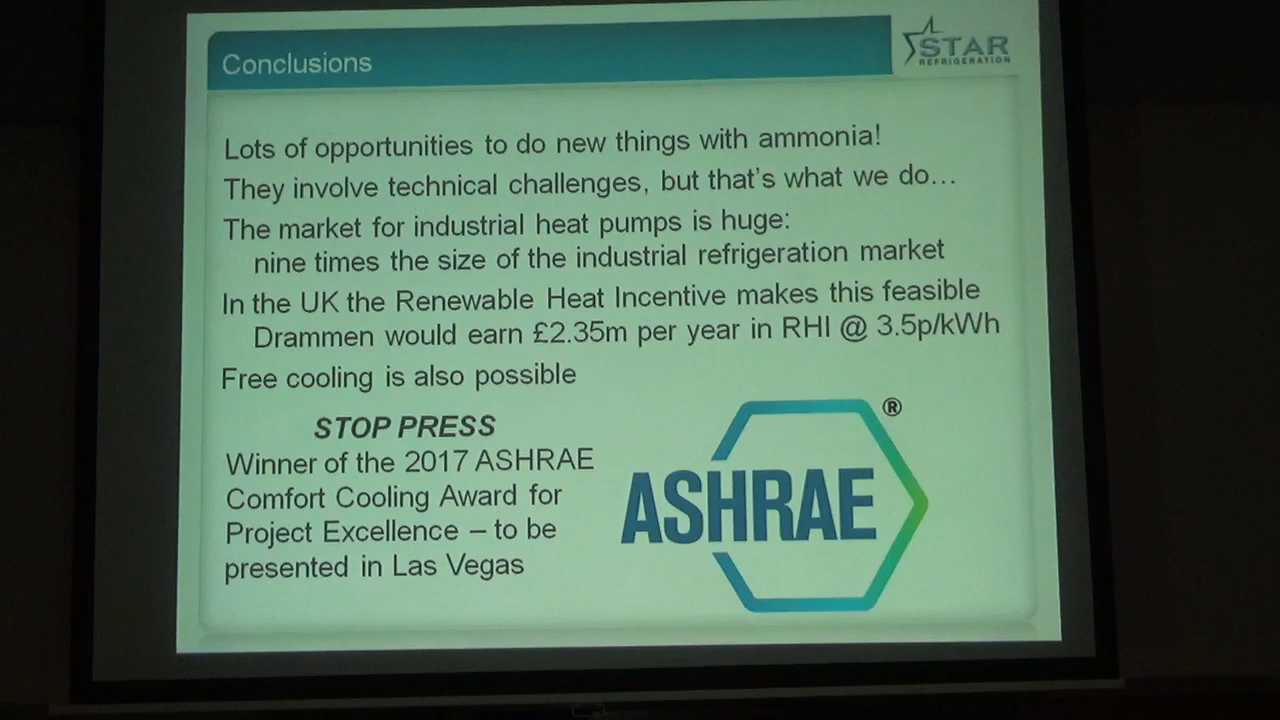 Conclusions
STAR
REFRIGERATION
Lots of opportunities to do new things with ammonia!
They involve technical challenges, but that's what we do…
The market for industrial heat pumps is huge:
nine times the size of the industrial refrigeration market
In the UK the Renewable Heat Incentive makes this feasible
Drammen would earn £2.35m per year in RHI @ 3.5p/kWh
Free cooling is also possible
STOP PRESS
Winner of the 2017 ASHRAE
Comfort Cooling Award for
Project Excellence – to be
presented in Las Vegas
ASHRAE ®